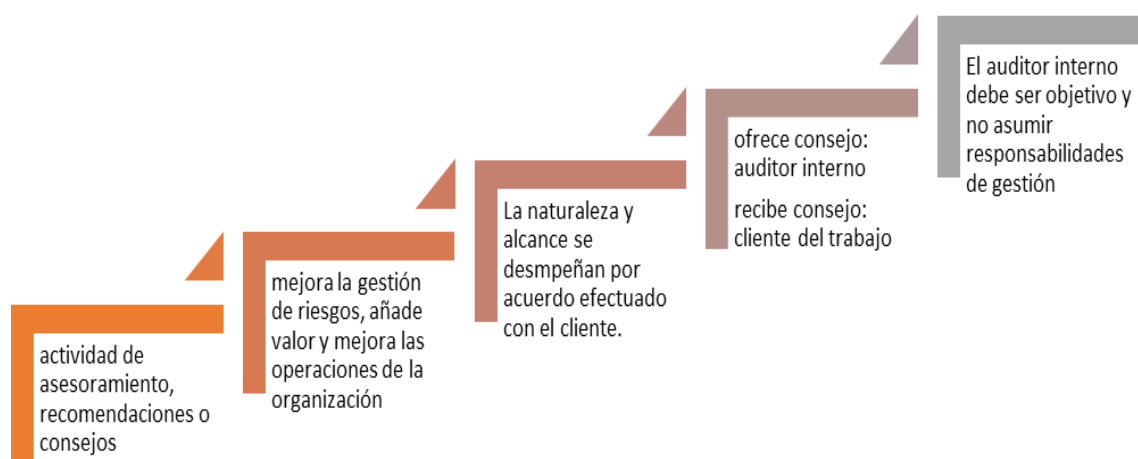 actividad de
asesoramiento,
recomendaciones o
consejos
mejora la gestión
de riesgos, añade
valor y mejora las
operaciones de la
organización
La naturaleza y
alcance se
desmpeñan por
acuerdo efectuado
con el cliente.
ofrece consejo:
auditor interno
recibe consejo:
cliente del trabajo
El auditor interno
debe ser objetivo y
no asumir
responsabilidades
de gestión